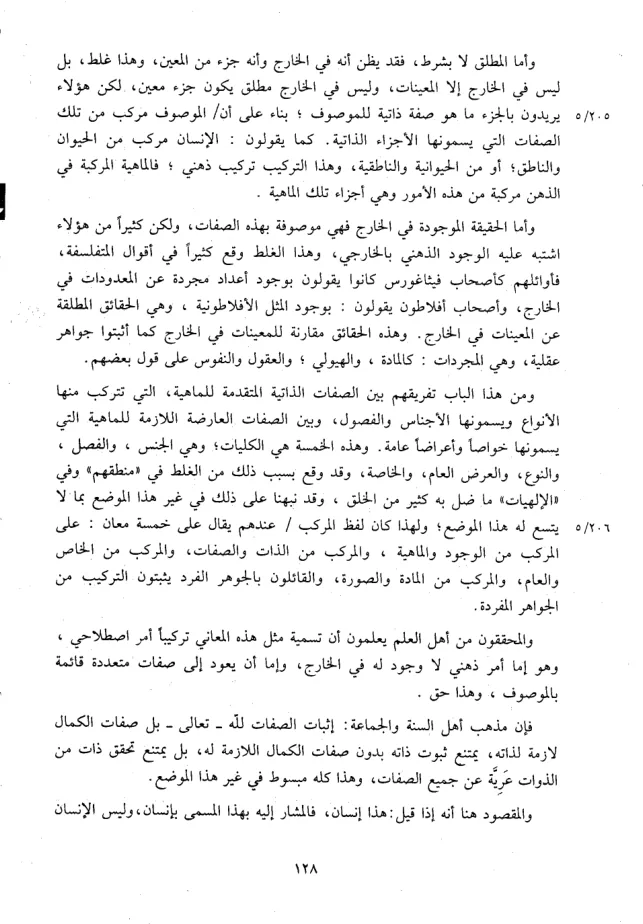 وأما المطلق لا بشرط، فقد يظن أنه في الخارج وأنه جزء من المعين، وهذا غلط، بل
ليس في الخارج إلا المعينات، وليس في الخارج مطلق يكون جزء معين، لكن هؤلاء
٥/٢٠٥ يريدون بالجزء ما هو صفة ذاتية للموصوف ؛ بناء على أن/ الموصوف مركب من تلك
الصفات التي يسمونها الأجزاء الذاتية. كما يقولون : الإنسان مركب من الحيوان
والناطق؛ أو من الحيوانية والناطقية، وهذا التركيب تركيب ذهني ؛ فالماهية المركبة في
الذهن مركبة من هذه الأمور وهي أجزاء تلك الماهية .
وأما الحقيقة الموجودة في الخارج فهي موصوفة بهذه الصفات، ولكن كثيراً من هؤلاء
اشتبه عليه الوجود الذهني بالخارجي، وهذا الغلط وقع كثيراً في أقوال المتفلسفة،
فأوائلهم كأصحاب فيثاغورس كانوا يقولون بوجود أعداد مجردة عن المعدودات في
الخارج، وأصحاب أفلاطون يقولون : بوجود المثل الأفلاطونية ، وهي الحقائق المطلقة
عن المعينات في الخارج. وهذه الحقائق مقارنة للمعينات في الخارج كما أثبتوا جواهر
عقلية، وهي المجردات : كالمادة ، والهيولي ؛ والعقول والنفوس على قول بعضهم.
ومن هذا الباب تفريقهم بين الصفات الذاتية المتقدمة للماهية، التي تتركب منها
الأنواع ويسمونها الأجناس والفصول، وبين الصفات العارضة اللازمة للماهية التي
يسمونها خواصاً وأعراضاً عامة. وهذه الخمسة هي الكليات؛ وهي الجنس ، والفصل ،
والنوع، والعرض العام، والخاصة، وقد وقع بسبب ذلك من الغلط في «منطقهم» وفي
«الإلهيات» ما ضل به كثير من الخلق ، وقد نبهنا على ذلك في غير هذا الموضع بما لا
٥/٢٠٦ يتسع له هذا الموضع؛ ولهذا كان لفظ المركب / عندهم يقال على خمسة معان : على
المركب من الوجود والماهية ، والمركب من الذات والصفات، والمركب من الخاص
والعام، والمركب من المادة والصورة، والقائلون بالجوهر الفرد يثبتون التركيب من
الجواهر المفردة.
والمحققون من أهل العلم يعلمون أن تسمية مثل هذه المعاني تركيباً أمر اصطلاحي ،
وهو إما أمر ذهني لا وجود له في الخارج، وإما أن يعود إلى صفات متعددة قائمة
بالموصوف ، وهذا حق .
فإن مذهب أهل السنة والجماعة: إثبات الصفات لله ـ تعالى ـ بل صفات الكمال
لازمة لذاته، يمتنع ثبوت ذاته بدون صفات الكمال اللازمة له، بل يمتنع تحقق ذات من
الذوات عَرِيَّة عن جميع الصفات، وهذا كله مبسوط في غير هذا الموضع.
والمقصود هنا أنه إذا قيل: هذا إنسان، فالمشار إليه بهذا المسمى بإنسان، وليس الإنسان
١٢٨